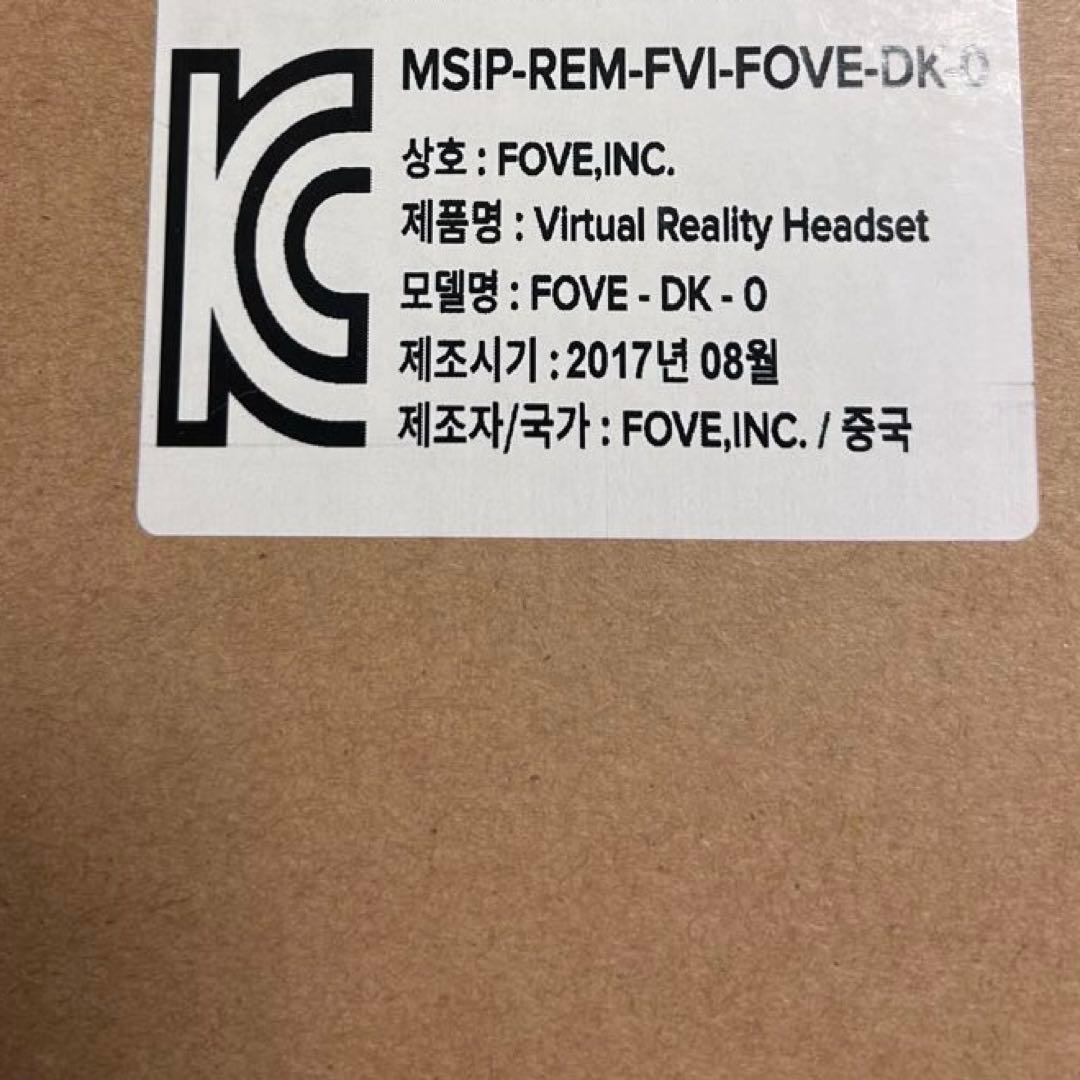 MSIP-REM-FVI-FOVE-DK-0
상호 : FOVE,INC.
제품명 : Virtual Reality Headset
모델명 : FOVE - DK - 0
제조시기 : 2017년 08월
제조자/국가 : FOVE,INC. / 중국